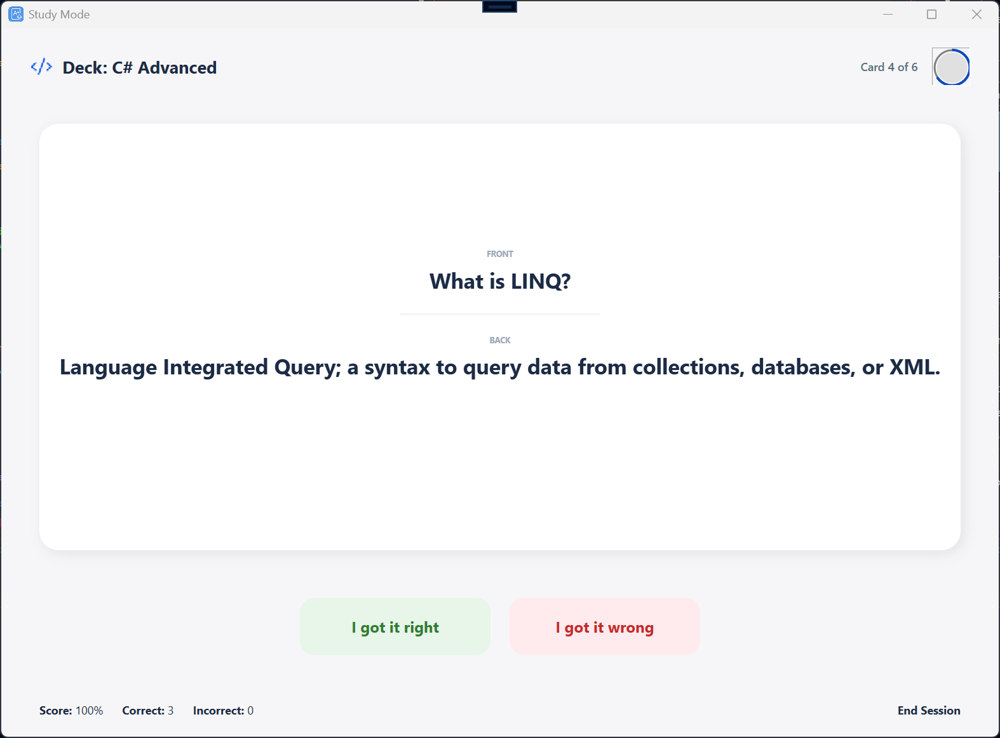 Study Mode
</> Deck: C# Advanced
Card 4 of 6
FRONT
What is LINQ?
BACK
Language Integrated Query; a syntax to query data from collections, databases, or XML.
I got it right
I got it wrong
Score: 100% Correct: 3 Incorrect: 0
End Session